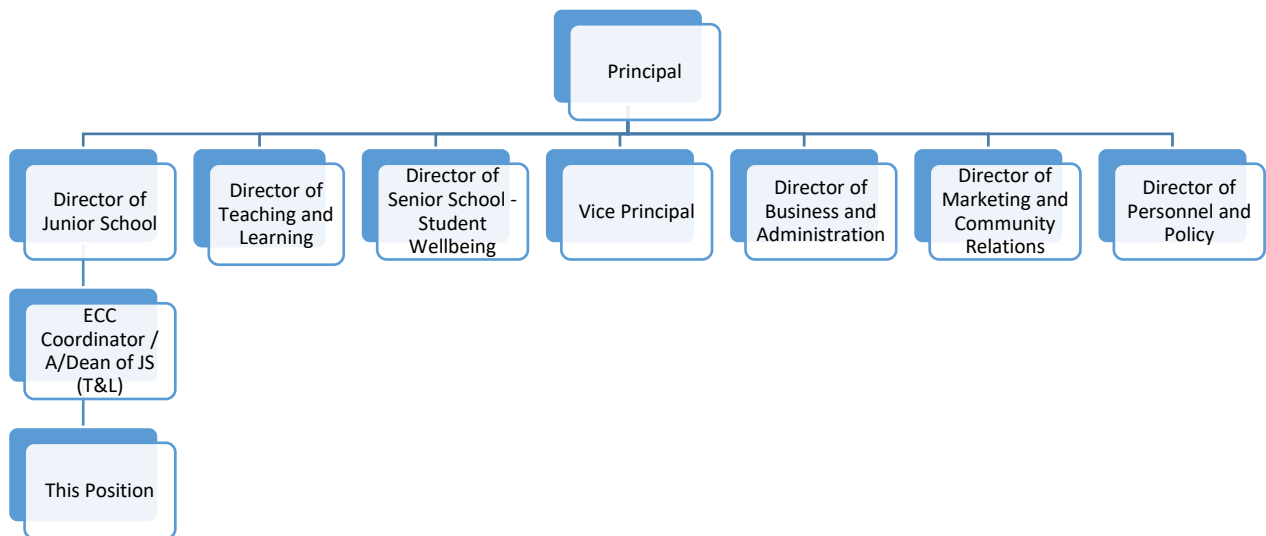 Principal
Director of
Junior School
Director of
Teaching and
Learning
Director of
Senior School -
Student
Wellbeing
Vice Principal
Director of
Business and
Administration
Director of
Marketing and
Community
Relations
Director of
Personnel and
Policy
ECC
Coordinator /
A/Dean of JS
(T&L)
This Position